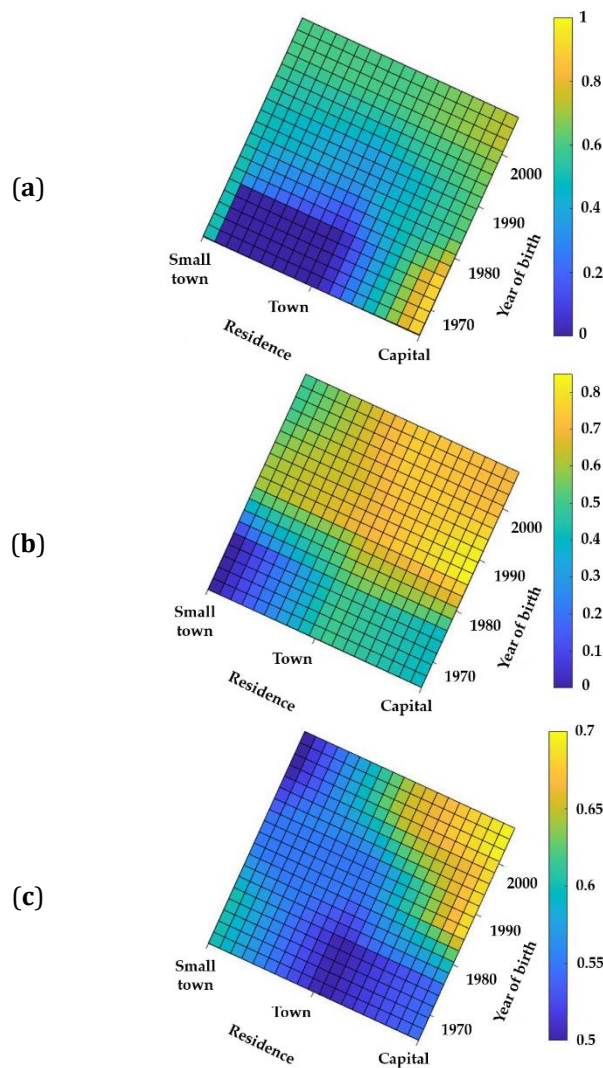 (a)
Small
town
Town
Capital
Residence
1970
1980
1990
2000
Year of birth
1
0.8
0.6
0.4
0.2
0
(b)
Small
town
Town
Capital
Residence
1970
1980
1990
2000
Year of birth
0.8
0.7
0.6
0.5
0.4
0.3
0.2
0.1
0
(c)
Small
town
Town
Capital
Residence
1970
1980
1990
2000
Year of birth
0.7
0.65
0.6
0.55
0.5